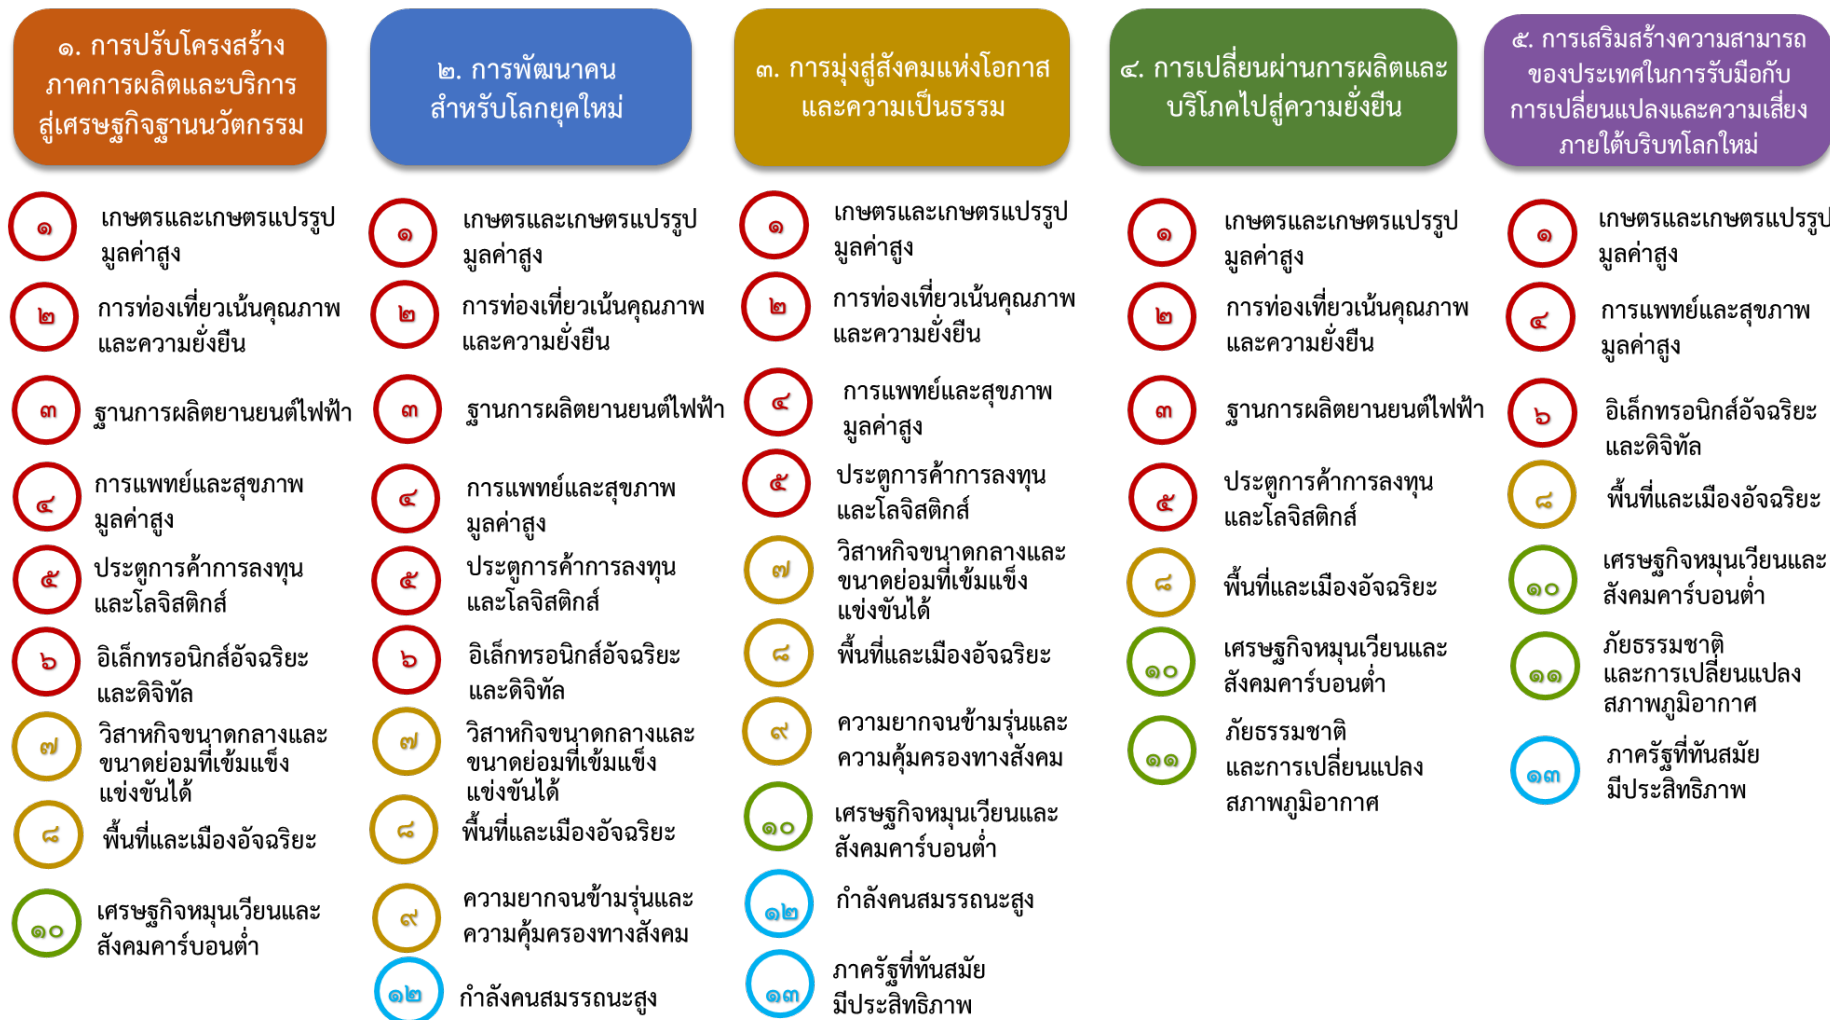 ๑. การปรับโครงสร้าง
ภาคการผลิตและบริการ
สู่เศรษฐกิจฐานนวัตกรรม
๑
เกษตรและเกษตรแปรรูป
มูลค่าสูง
๒
การท่องเที่ยวเน้นคุณภาพ
และความยั่งยืน
๓
ฐานการผลิตยานยนต์ไฟฟ้า
๔
การแพทย์และสุขภาพ
มูลค่าสูง
๕
ประตูการค้าการลงทุน
และโลจิสติกส์
๖
อิเล็กทรอนิกส์อัจฉริยะ
และดิจิทัล
๗
วิสาหกิจขนาดกลางและ
ขนาดย่อมที่เข้มแข็ง
แข่งขันได้
๘
พื้นที่และเมืองอัจฉริยะ
๑๐
เศรษฐกิจหมุนเวียนและ
สังคมคาร์บอนต่ำ
๒. การพัฒนาคน
สำหรับโลกยุคใหม่
๑
เกษตรและเกษตรแปรรูป
มูลค่าสูง
๒
การท่องเที่ยวเน้นคุณภาพ
และความยั่งยืน
๓
ฐานการผลิตยานยนต์ไฟฟ้า
๔
การแพทย์และสุขภาพ
มูลค่าสูง
๕
ประตูการค้าการลงทุน
และโลจิสติกส์
๖
อิเล็กทรอนิกส์อัจฉริยะ
และดิจิทัล
๗
วิสาหกิจขนาดกลางและ
ขนาดย่อมที่เข้มแข็ง
แข่งขันได้
๘
พื้นที่และเมืองอัจฉริยะ
๙
ความยากจนข้ามรุ่นและ
ความคุ้มครองทางสังคม
๑๒
กำลังคนสมรรถนะสูง
๓. การมุ่งสู่สังคมแห่งโอกาส
และความเป็นธรรม
๑
เกษตรและเกษตรแปรรูป
มูลค่าสูง
๒
การท่องเที่ยวเน้นคุณภาพ
และความยั่งยืน
๔
การแพทย์และสุขภาพ
มูลค่าสูง
๕
ประตูการค้าการลงทุน
และโลจิสติกส์
๗
วิสาหกิจขนาดกลางและ
ขนาดย่อมที่เข้มแข็ง
แข่งขันได้
๘
พื้นที่และเมืองอัจฉริยะ
๙
ความยากจนข้ามรุ่นและ
ความคุ้มครองทางสังคม
๑๐
เศรษฐกิจหมุนเวียนและ
สังคมคาร์บอนต่ำ
๑๒
กำลังคนสมรรถนะสูง
๑๓
ภาครัฐที่ทันสมัย
มีประสิทธิภาพ
๔. การเปลี่ยนผ่านการผลิตและ
บริโภคไปสู่ความยั่งยืน
๑
เกษตรและเกษตรแปรรูป
มูลค่าสูง
๒
การท่องเที่ยวเน้นคุณภาพ
และความยั่งยืน
๓
ฐานการผลิตยานยนต์ไฟฟ้า
๕
ประตูการค้าการลงทุน
และโลจิสติกส์
๘
พื้นที่และเมืองอัจฉริยะ
๑๐
เศรษฐกิจหมุนเวียนและ
สังคมคาร์บอนต่ำ
๑๑
ภัยธรรมชาติ
และการเปลี่ยนแปลง
สภาพภูมิอากาศ
๕. การเสริมสร้างความสามารถ
ของประเทศในการรับมือกับ
การเปลี่ยนแปลงและความเสี่ยง
ภายใต้บริบทโลกใหม่
๑
เกษตรและเกษตรแปรรูป
มูลค่าสูง
๔
การแพทย์และสุขภาพ
มูลค่าสูง
๖
อิเล็กทรอนิกส์อัจฉริยะ
และดิจิทัล
๘
พื้นที่และเมืองอัจฉริยะ
๑๐
เศรษฐกิจหมุนเวียนและ
สังคมคาร์บอนต่ำ
๑๑
ภัยธรรมชาติ
และการเปลี่ยนแปลง
สภาพภูมิอากาศ
๑๓
ภาครัฐที่ทันสมัย
มีประสิทธิภาพ